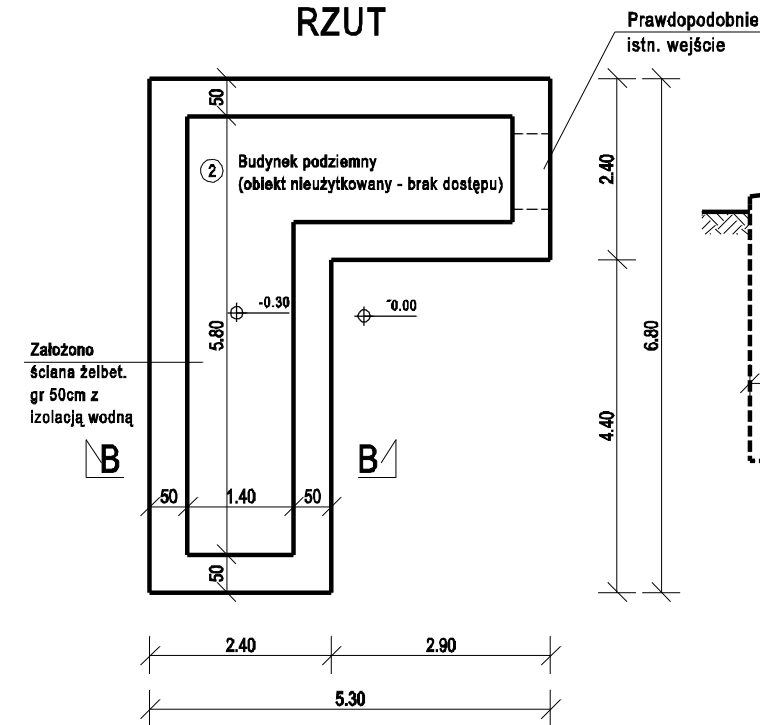 RZUT
Prawdopodobnie
istn. wejście
50
2
Budynek podziemny
(obiekt nieużytkowany - brak dostępu)
2.40
-0.30
-0.00
5.80
6.80
Założono
ściana żelbet.
gr 50cm z
izolacją wodną
4.40
B
B
50
1.40
50
50
2.40
2.90
5.30